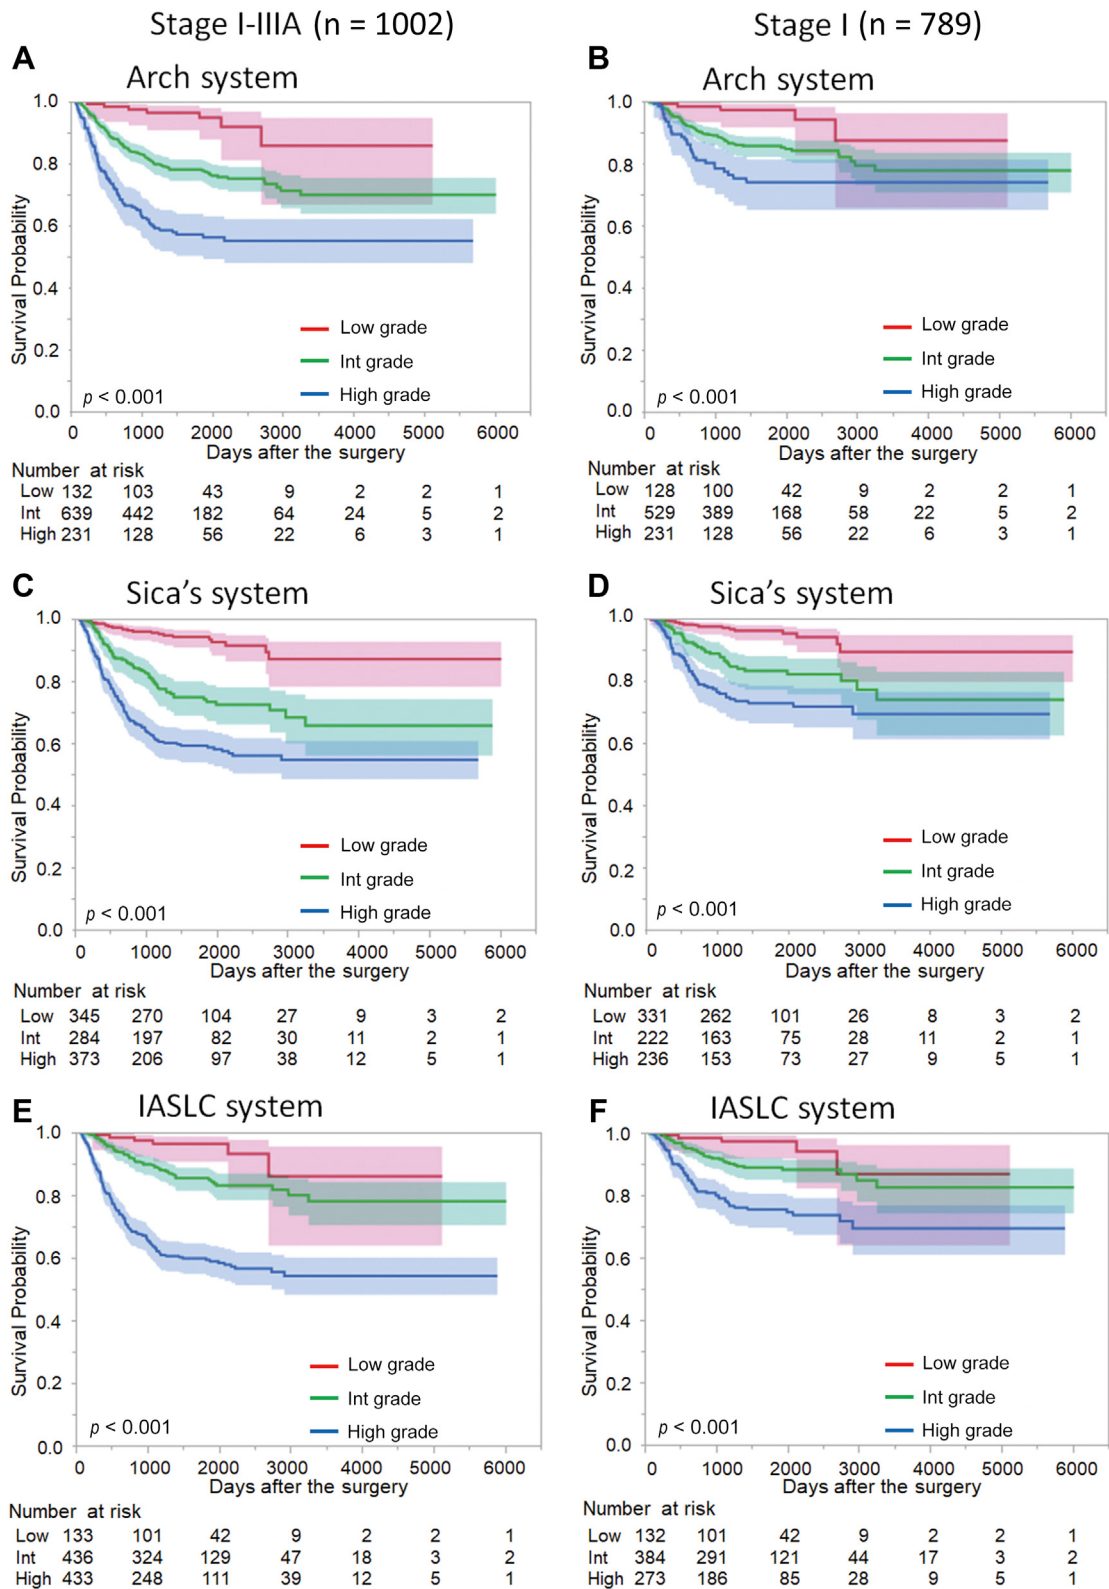 Stage I-IIIA (n = 1002)
Stage I (n = 789)
A
Arch system
1.0
0.8
0.6
0.4
0.2
0.0
Survival Probability
Low grade
Int grade
High grade
p < 0.001
0 1000 2000 3000 4000 5000 6000
Days after the surgery
Number at risk
Low 132 103 43 9 2 2 1
Int 639 442 182 64 24 5 2
High 231 128 56 22 6 3 1
B
Arch system
1.0
0.8
0.6
0.4
0.2
0.0
Survival Probability
Low grade
Int grade
High grade
p < 0.001
0 1000 2000 3000 4000 5000 6000
Days after the surgery
Number at risk
Low 128 100 42 9 2 2 1
Int 529 389 168 58 22 5 2
High 231 128 56 22 6 3 1
C
Sica's system
1.0
0.8
0.6
0.4
0.2
0.0
Survival Probability
Low grade
Int grade
High grade
p < 0.001
0 1000 2000 3000 4000 5000 6000
Days after the surgery
Number at risk
Low 345 270 104 27 9 3 2
Int 284 197 82 30 11 2 1
High 373 206 97 38 12 5 1
D
Sica's system
1.0
0.8
0.6
0.4
0.2
0.0
Survival Probability
Low grade
Int grade
High grade
p < 0.001
0 1000 2000 3000 4000 5000 6000
Days after the surgery
Number at risk
Low 331 262 101 26 8 3 2
Int 222 163 75 28 11 2 1
High 236 153 73 27 9 5 1
E
IASLC system
1.0
0.8
0.6
0.4
0.2
0.0
Survival Probability
Low grade
Int grade
High grade
p < 0.001
0 1000 2000 3000 4000 5000 6000
Days after the surgery
Number at risk
Low 133 101 42 9 2 2 1
Int 436 324 129 47 18 3 2
High 433 248 111 39 12 5 1
F
IASLC system
1.0
0.8
0.6
0.4
0.2
0.0
Survival Probability
Low grade
Int grade
High grade
p < 0.001
0 1000 2000 3000 4000 5000 6000
Days after the surgery
Number at risk
Low 132 101 42 9 2 2 1
Int 384 291 121 44 17 3 2
High 273 186 85 28 9 5 1